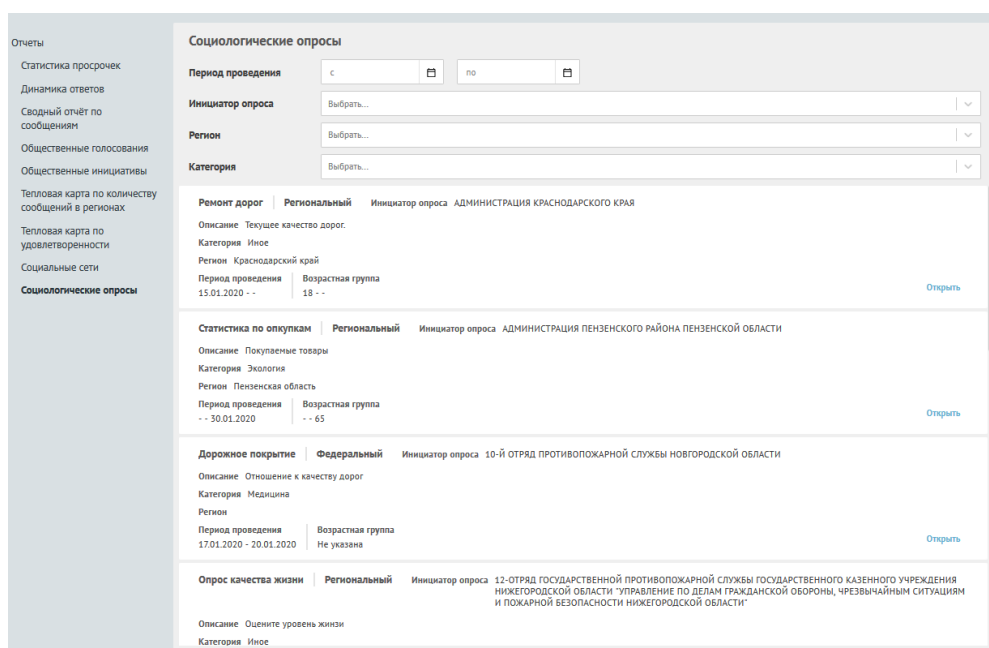 Отчеты
Статистика просрочек
Динамика ответов
Сводный отчёт по
сообщениям
Общественные голосования
Общественные инициативы
Тепловая карта по количеству
сообщений в регионах
Тепловая карта по
удовлетворенности
Социальные сети
Социологические опросы
Социологические опросы
Период проведения с по
Инициатор опроса Выбрать...
Регион Выбрать...
Категория Выбрать...
Ремонт дорог Региональный Инициатор опроса АДМИНИСТРАЦИЯ КРАСНОДАРСКОГО КРАЯ
Описание Текущее качество дорог.
Категория Иное
Регион Краснодарский край
Период проведения Возрастная группа
15.01.2020 - - 18 - - Открыть
Статистика по опкупкам Региональный Инициатор опроса АДМИНИСТРАЦИЯ ПЕНЗЕНСКОГО РАЙОНА ПЕНЗЕНСКОЙ ОБЛАСТИ
Описание Покупаемые товары
Категория Экология
Регион Пензенская область
Период проведения Возрастная группа
- - 30.01.2020 - - 65 Открыть
Дорожное покрытие Федеральный Инициатор опроса 10-Й ОТРЯД ПРОТИВОПОЖАРНОЙ СЛУЖБЫ НОВГОРОДСКОЙ ОБЛАСТИ
Описание Отношение к качеству дорог
Категория Медицина
Регион
Период проведения Возрастная группа
17.01.2020 - 20.01.2020 Не указана Открыть
Опрос качества жизни Региональный Инициатор опроса 12-ОТРЯД ГОСУДАРСТВЕННОЙ ПРОТИВОПОЖАРНОЙ СЛУЖБЫ ГОСУДАРСТВЕННОГО КАЗЕННОГО УЧРЕЖДЕНИЯ
НИЖЕГОРОДСКОЙ ОБЛАСТИ "УПРАВЛЕНИЕ ПО ДЕЛАМ ГРАЖДАНСКОЙ ОБОРОНЫ, ЧРЕЗВЫЧАЙНЫМ СИТУАЦИЯМ
И ПОЖАРНОЙ БЕЗОПАСНОСТИ НИЖЕГОРОДСКОЙ ОБЛАСТИ"
Описание Оцените уровень жинзи
Категория Иное